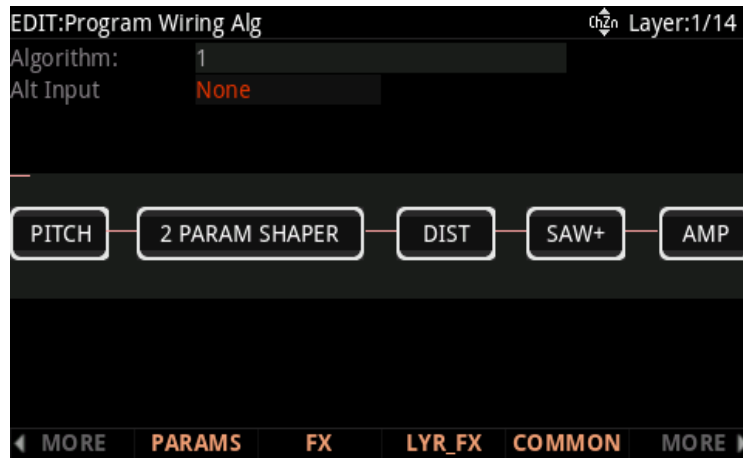 EDIT:Program Wiring Alg ChZn Layer:1/14
Algorithm: 1
Alt Input None
PITCH 2 PARAM SHAPER DIST SAW+ AMP
MORE PARAMS FX LYR_FX COMMON MORE